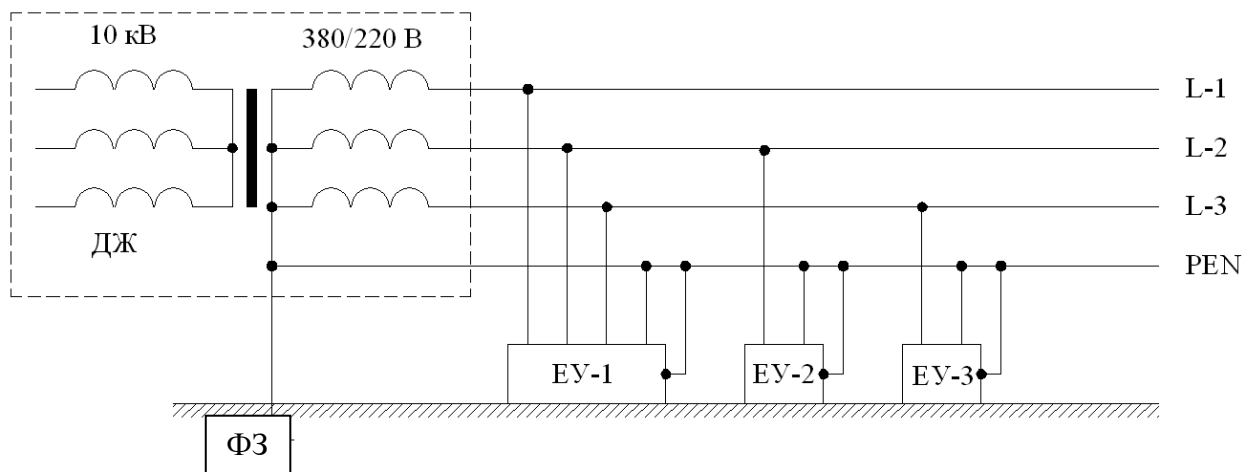 10 кВ
380/220 В
L-1
L-2
L-3
ДЖ
PEN
ЕУ-1
ЕУ-2
ЕУ-3
ФЗ